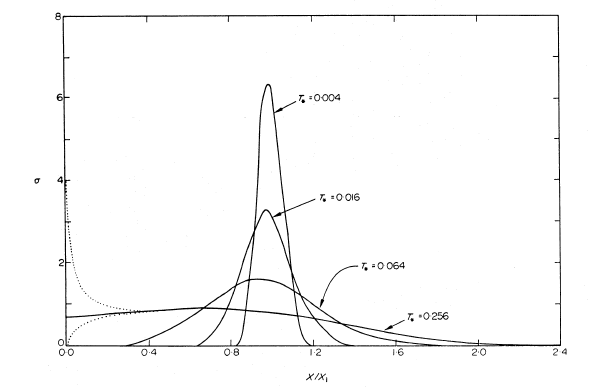 8
6
4
2
0
σ
T* = 0·004
T* = 0·016
T* = 0·064
T* = 0·256
0·0
0·4
0·8
1·2
1·6
2·0
2·4
X/X₁